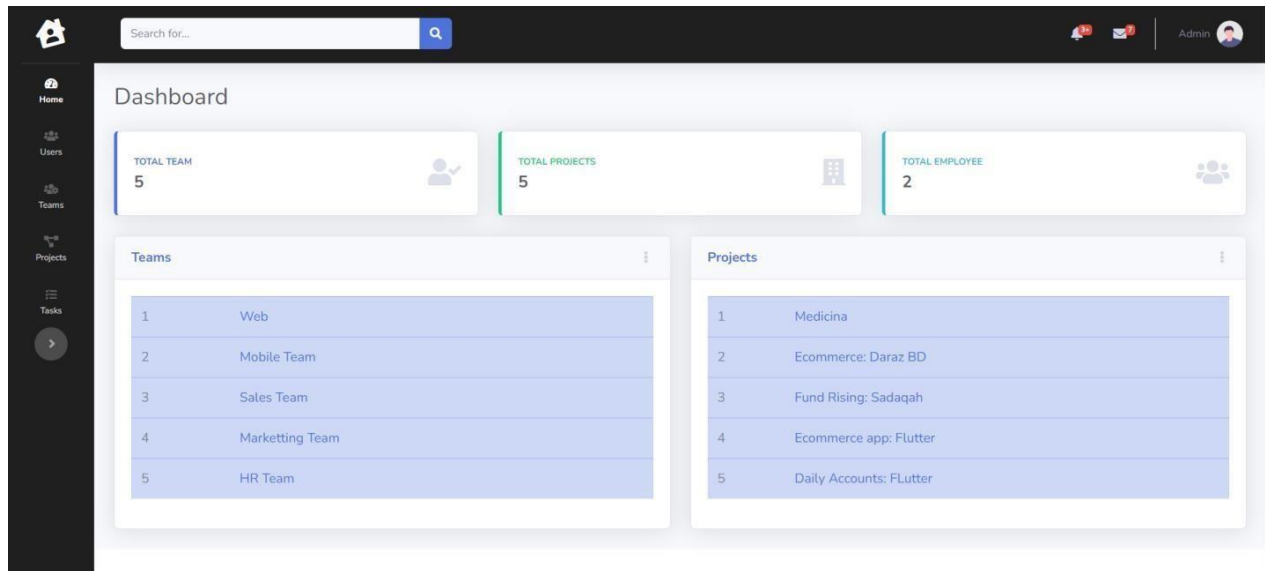 Search for...
3+
7
Admin
Home
Users
Teams
Projects
Tasks
Dashboard
TOTAL TEAM
5
TOTAL PROJECTS
5
TOTAL EMPLOYEE
2
Teams
1 Web
2 Mobile Team
3 Sales Team
4 Marketting Team
5 HR Team
Projects
1 Medicina
2 Ecommerce: Daraz BD
3 Fund Rising: Sadaqah
4 Ecommerce app: Flutter
5 Daily Accounts: FLutter